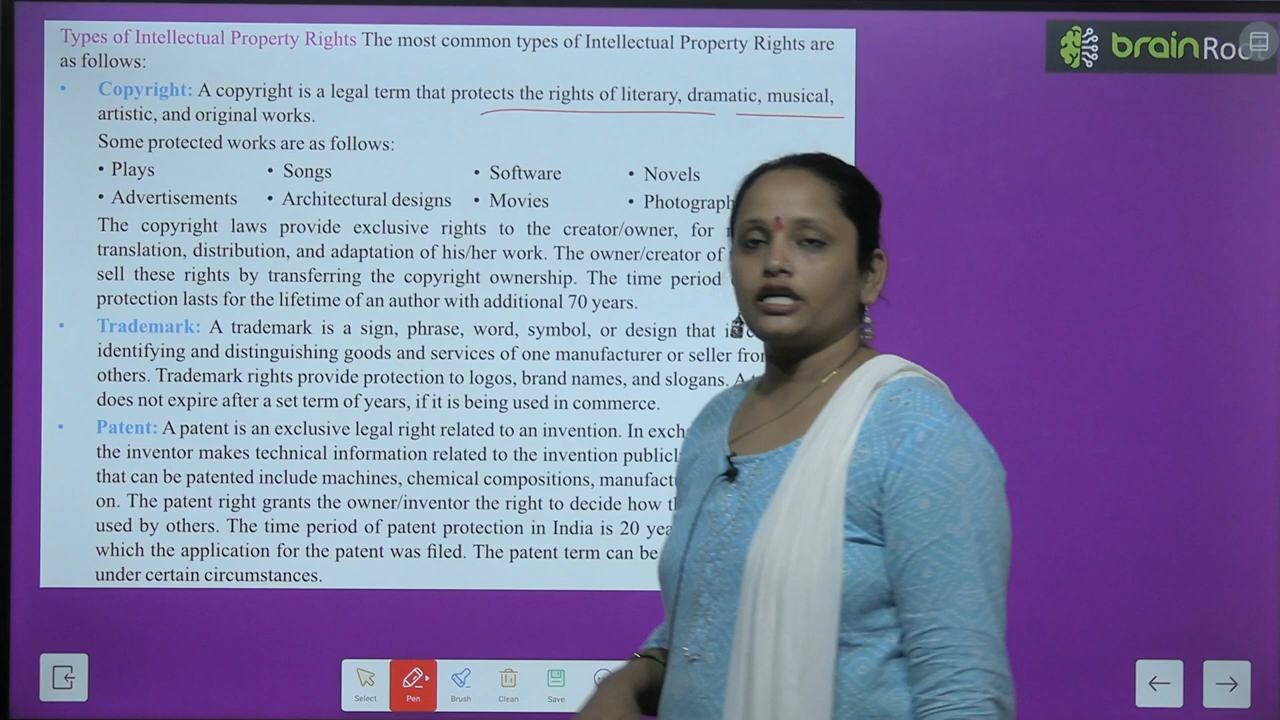 Types of Intellectual Property Rights The most common types of Intellectual Property Rights are
as follows:
• Copyright: A copyright is a legal term that protects the rights of literary, dramatic, musical,
artistic, and original works.
Some protected works are as follows:
• Plays • Songs • Software • Novels
• Advertisements • Architectural designs • Movies • Photograph
The copyright laws provide exclusive rights to the creator/owner, for
translation, distribution, and adaptation of his/her work. The owner/creator of
sell these rights by transferring the copyright ownership. The time period
protection lasts for the lifetime of an author with additional 70 years.
• Trademark: A trademark is a sign, phrase, word, symbol, or design that
identifying and distinguishing goods and services of one manufacturer or seller
others. Trademark rights provide protection to logos, brand names, and slogans.
does not expire after a set term of years, if it is being used in commerce.
• Patent: A patent is an exclusive legal right related to an invention. In
the inventor makes technical information related to the invention
that can be patented include machines, chemical compositions,
on. The patent right grants the owner/inventor the right to decide how
used by others. The time period of patent protection in India is 20
which the application for the patent was filed. The patent term can be
under certain circumstances.
brain
Select Pen Brush Clean Save